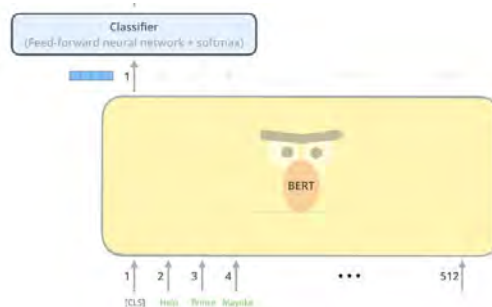 Classifier
(Feed-forward neural network + softmax)
1
BERT
1 2 3 4 ••• 512
[CLS] Help Prince Mayuko